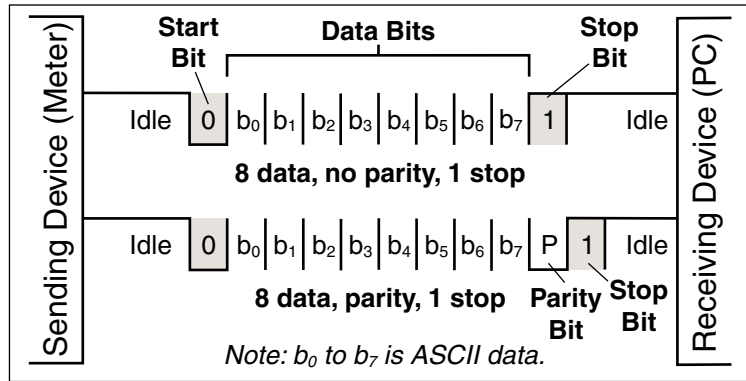 Sending Device (Meter)
Start
Bit
Data Bits
Stop
Bit
Idle 0 b₀ b₁ b₂ b₃ b₄ b₅ b₆ b₇ 1 Idle
8 data, no parity, 1 stop
Idle 0 b₀ b₁ b₂ b₃ b₄ b₅ b₆ b₇ P 1 Idle
8 data, parity, 1 stop
Parity
Bit
Stop
Bit
Note: b₀ to b₇ is ASCII data.
Receiving Device (PC)